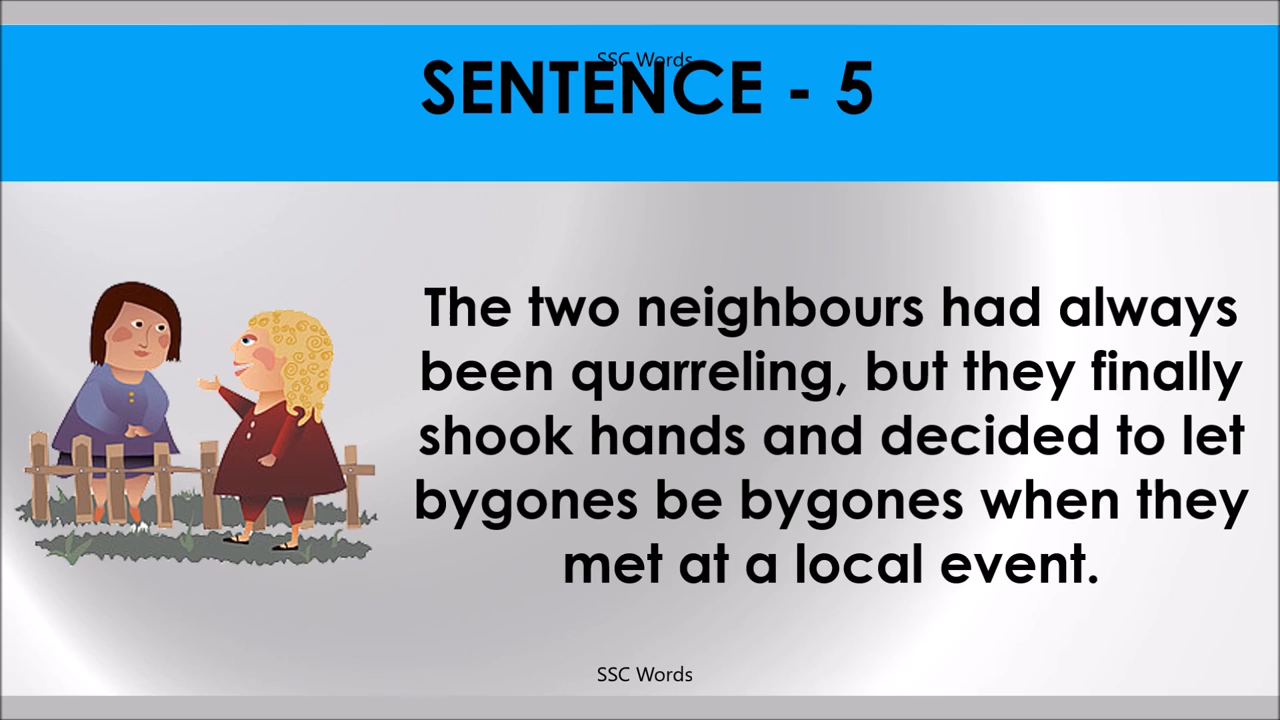 SSC Words
SENTENCE - 5
The two neighbours had always
been quarreling, but they finally
shook hands and decided to let
bygones be bygones when they
met at a local event.
SSC Words